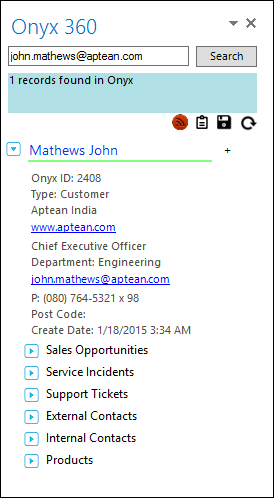 Onyx 360
john.mathews@aptean.com
Search
1 records found in Onyx
Mathews John +
Onyx ID: 2408
Type: Customer
Aptean India
www.aptean.com
Chief Executive Officer
Department: Engineering
john.mathews@aptean.com
P: (080) 764-5321 x 98
Post Code:
Create Date: 1/18/2015 3:34 AM
Sales Opportunities
Service Incidents
Support Tickets
External Contacts
Internal Contacts
Products